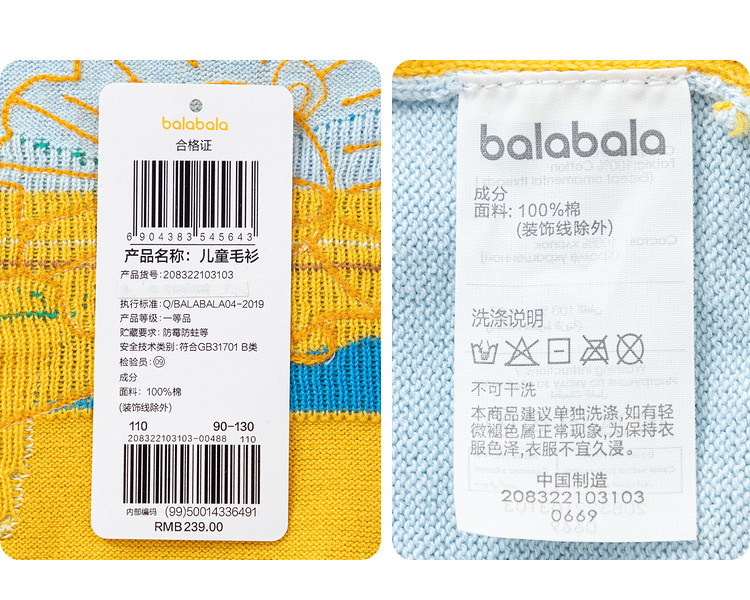 balabala
合格证
6 904383 545643
产品名称: 儿童毛衫
产品货号: 208322103103
执行标准: Q/BALABALA04-2019
产品等级: 一等品
贮藏要求: 防霉防蛀等
安全技术类别: 符合GB31701 B类
检验员: 09
成分
面料: 100%棉
(装饰线除外)
110 90-130
208322103103-00488 110
内部编码 (99)50014336491
RMB239.00
balabala
成分
面料: 100%棉
(装饰线除外)
洗涤说明
不可干洗
本商品建议单独洗涤,如有轻
微褪色属正常现象,为保持衣
服色泽,衣服不宜久浸。
中国制造
208322103103
0669